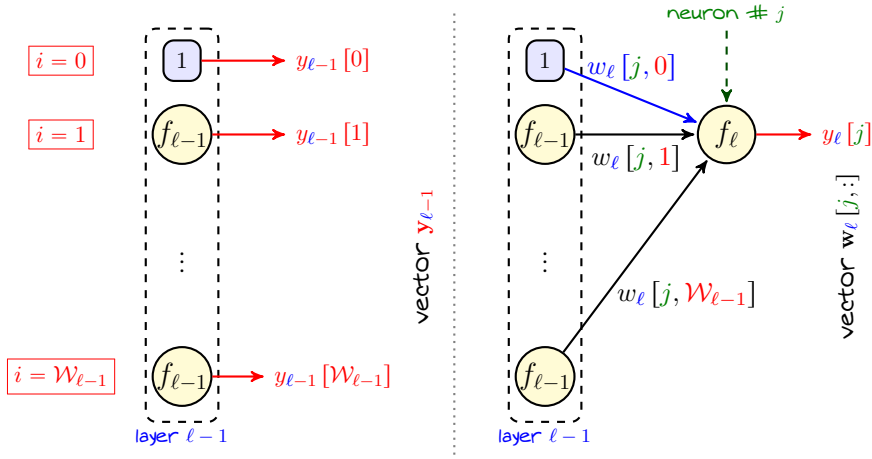 i = 0
1
y_{ℓ−1} [0]
i = 1
f_{ℓ−1}
y_{ℓ−1} [1]
...
i = 𝒲_{ℓ−1}
f_{ℓ−1}
y_{ℓ−1} [𝒲_{ℓ−1}]
layer ℓ − 1
vector 𝐲_{ℓ−1}
neuron # j
1
w_ℓ [j, 0]
f_{ℓ−1}
w_ℓ [j, 1]
f_ℓ
y_ℓ [j]
...
w_ℓ [j, 𝒲_{ℓ−1}]
f_{ℓ−1}
layer ℓ − 1
vector 𝐰_ℓ [j, :]